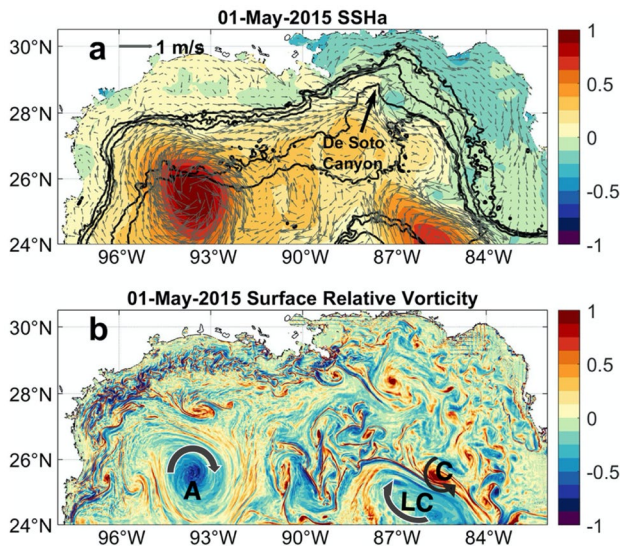 01-May-2015 SSHa
a
1 m/s
De Soto
Canyon
30°N
28°N
26°N
24°N
96°W
93°W
90°W
87°W
84°W
1
0.5
0
-0.5
-1
01-May-2015 Surface Relative Vorticity
b
A
C
LC
30°N
28°N
26°N
24°N
96°W
93°W
90°W
87°W
84°W
1
0.5
0
-0.5
-1